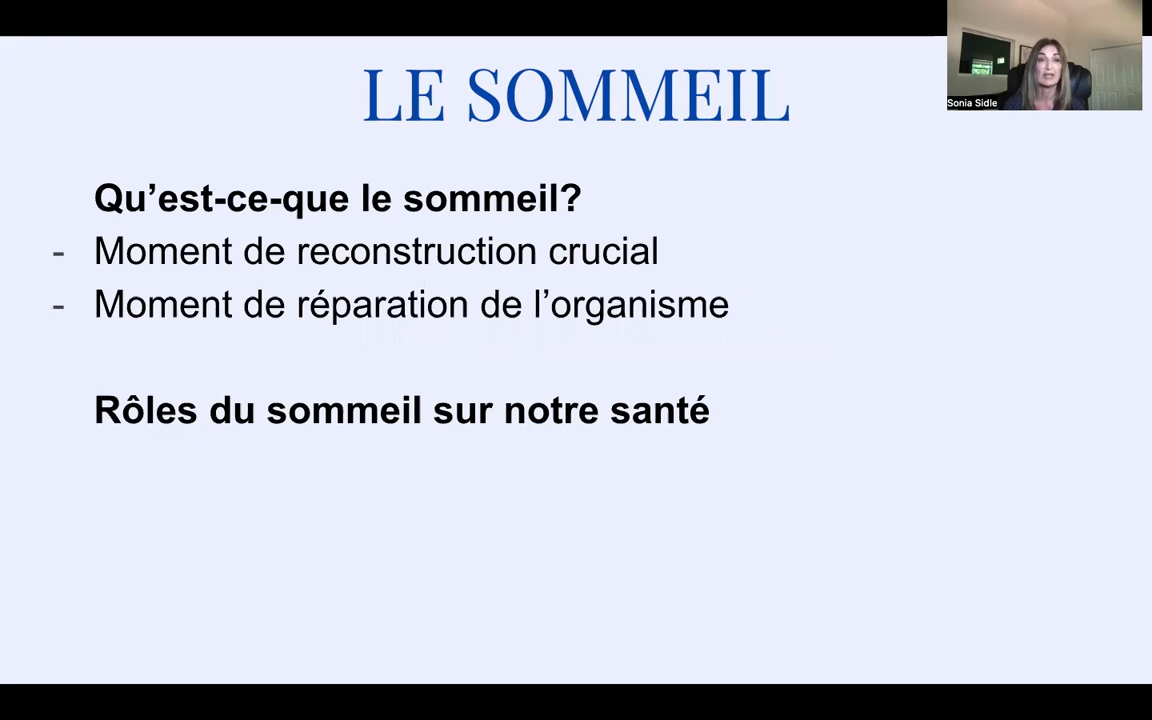 LE SOMMEIL
Sonia Sidle
Qu’est-ce-que le sommeil?
- Moment de reconstruction crucial
- Moment de réparation de l’organisme
Rôles du sommeil sur notre santé